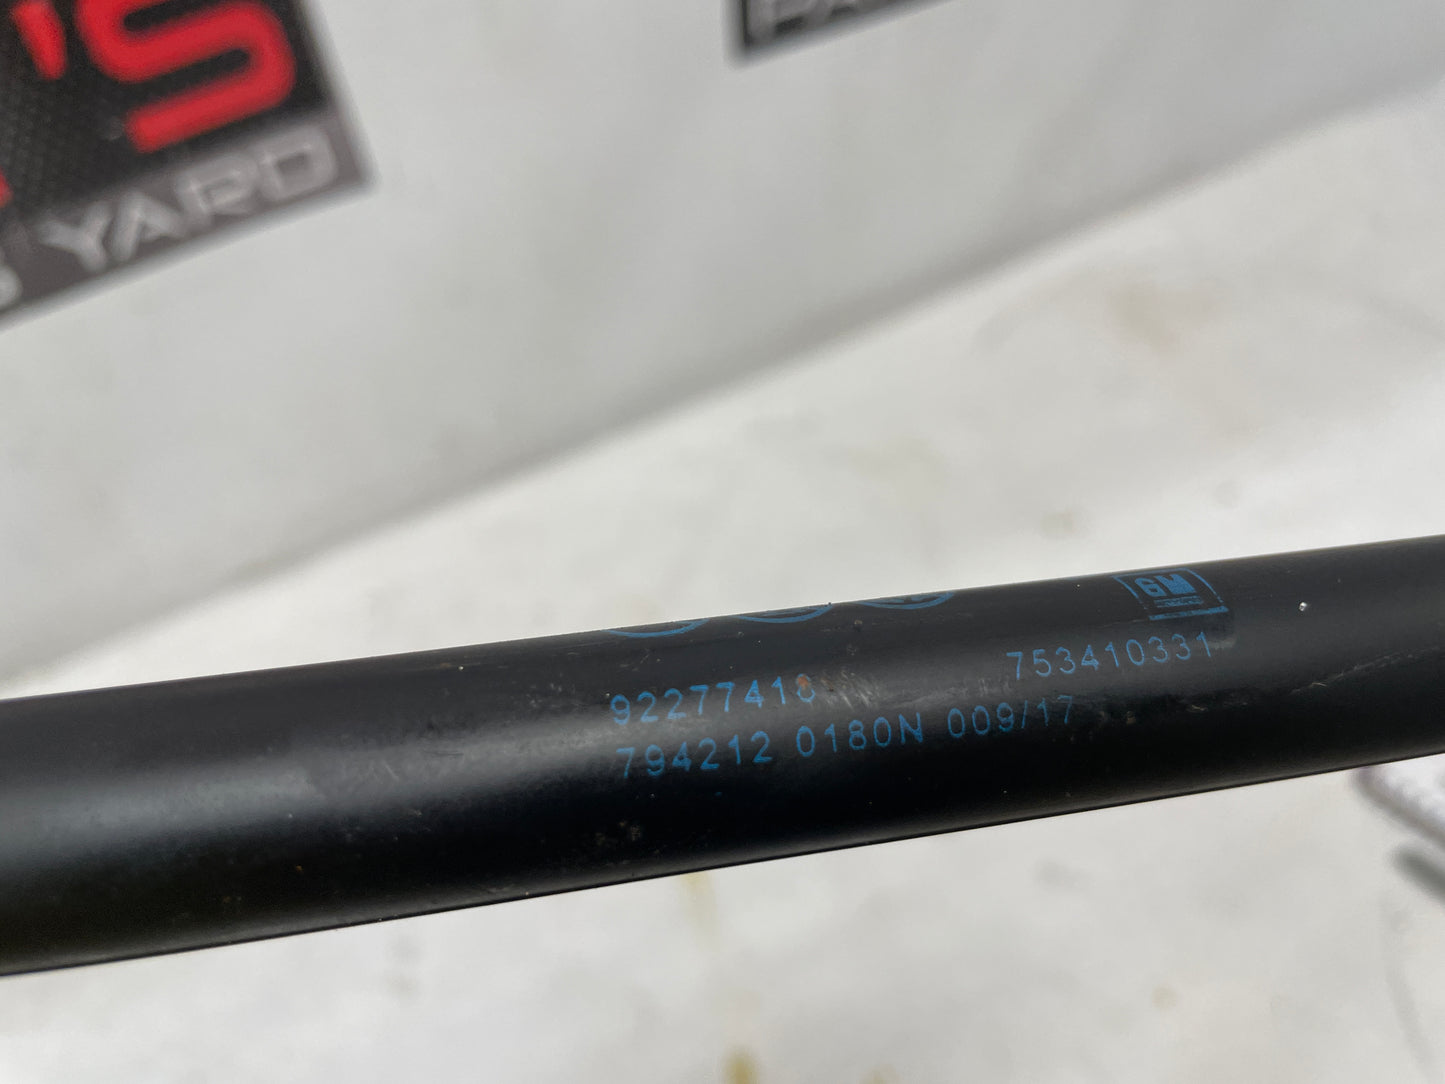 'S
YARD
GM
753410331
92277418
794212 0180N 009/17